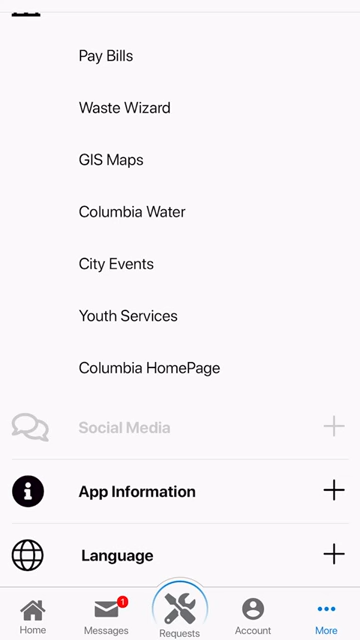 Pay Bills
Waste Wizard
GIS Maps
Columbia Water
City Events
Youth Services
Columbia HomePage
Social Media
App Information
Language
1
Home
Messages
Requests
Account
More